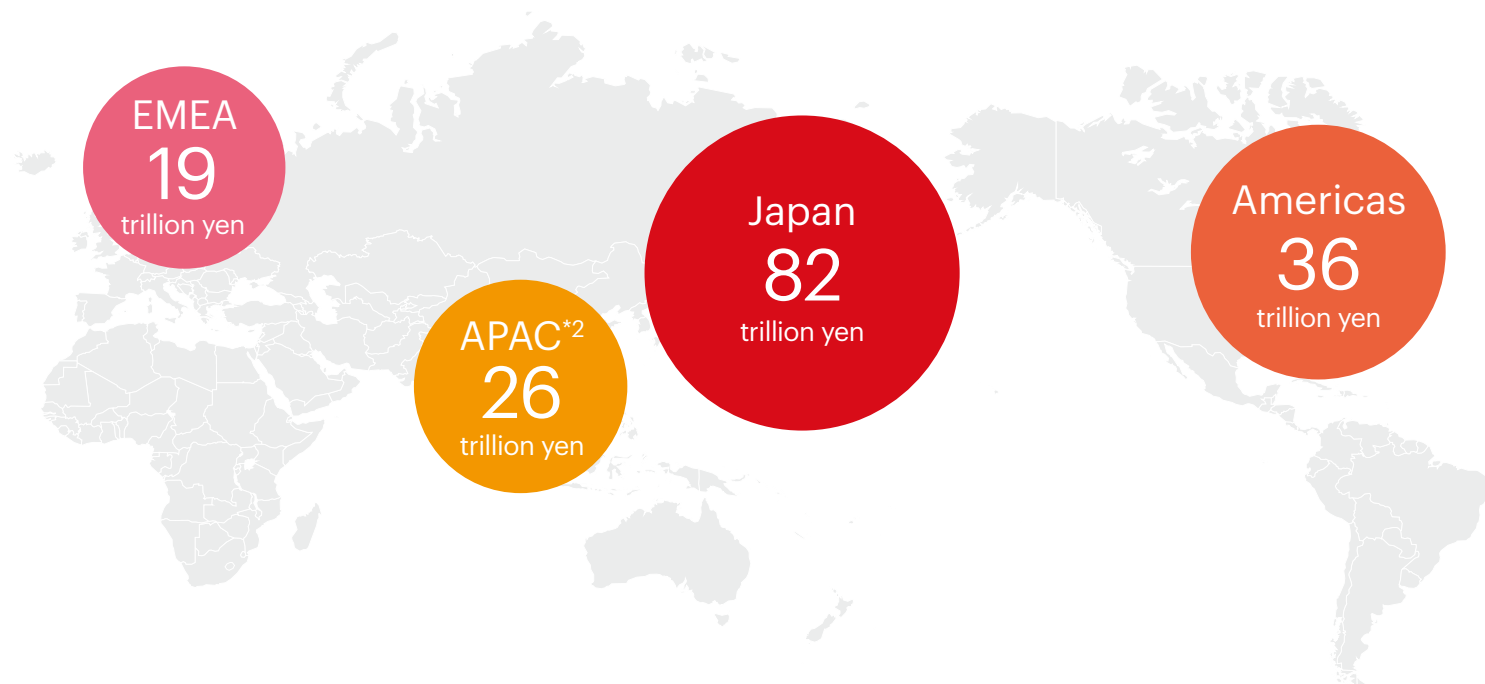 EMEA
19
trillion yen
APAC*2
26
trillion yen
Japan
82
trillion yen
Americas
36
trillion yen